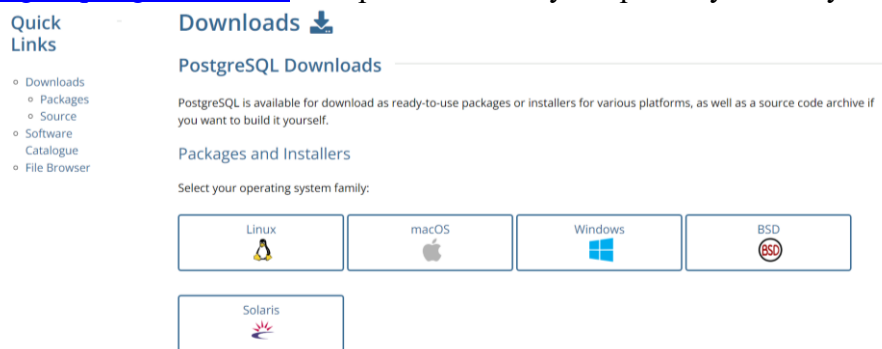 Quick
Links
Downloads
Packages
Source
Software
Catalogue
File Browser
Downloads
PostgreSQL Downloads
PostgreSQL is available for download as ready-to-use packages or installers for various platforms, as well as a source code archive if
you want to build it yourself.
Packages and Installers
Select your operating system family:
Linux
macOS
Windows
BSD
BSD
Solaris